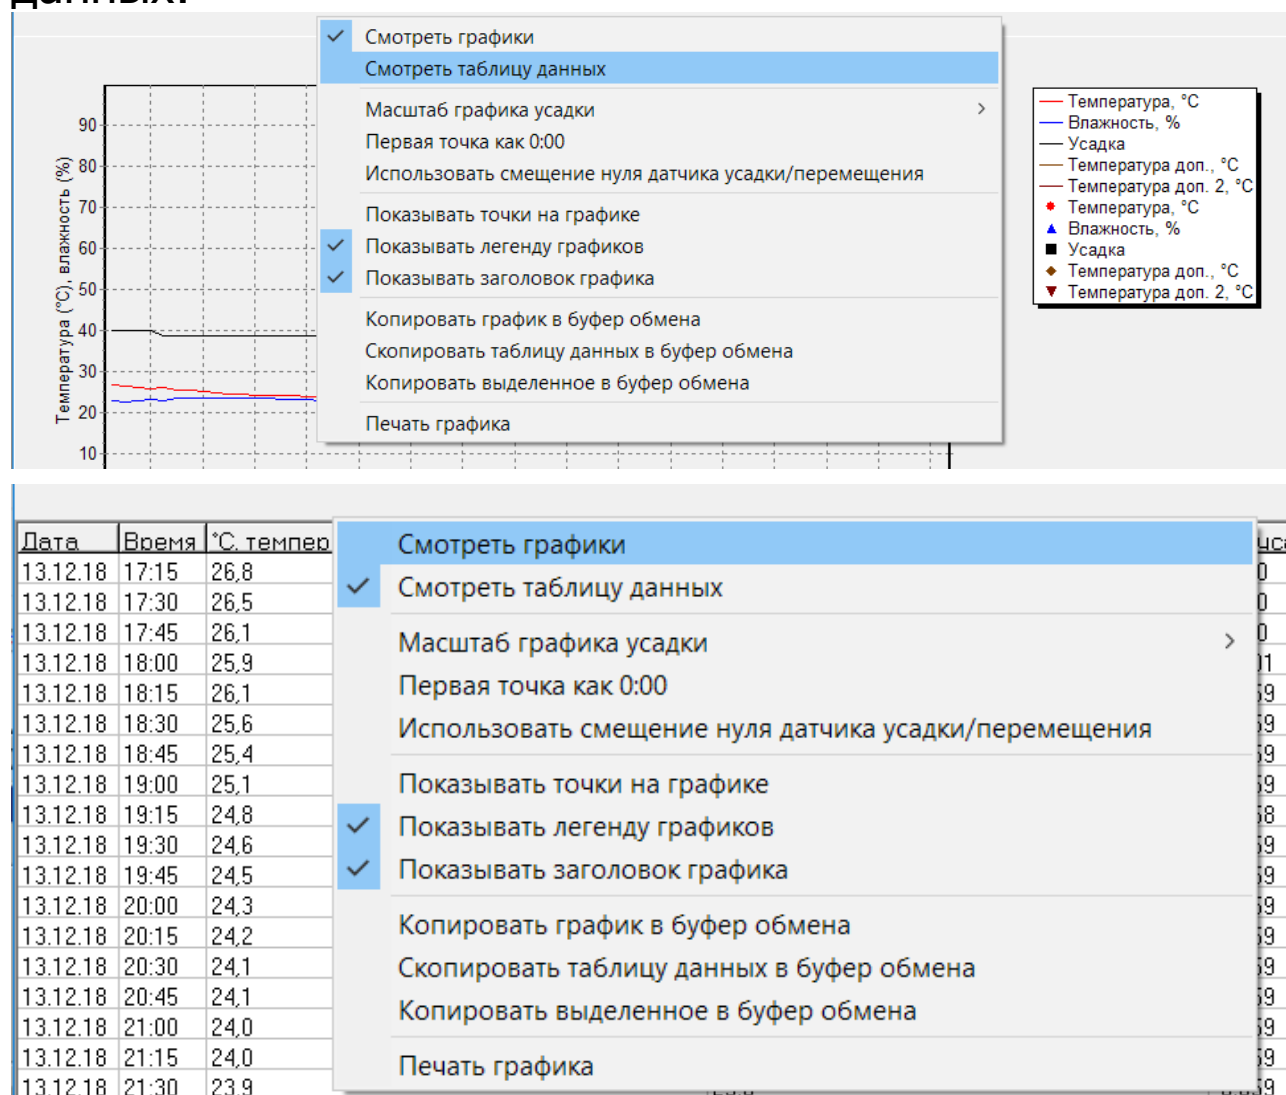 данных.
Смотреть графики
Смотреть таблицу данных
Масштаб графика усадки
Первая точка как 0:00
Использовать смещение нуля датчика усадки/перемещения
Показывать точки на графике
Показывать легенду графиков
Показывать заголовок графика
Копировать график в буфер обмена
Скопировать таблицу данных в буфер обмена
Копировать выделенное в буфер обмена
Печать графика
Температура (°C), влажность (%)
90
80
70
60
50
40
30
20
10
Температура, °C
Влажность, %
Усадка
Температура доп., °C
Температура доп. 2, °C
Температура, °C
Влажность, %
Усадка
Температура доп., °C
Температура доп. 2, °C
Дата Время °C, темпер
13.12.18 17:15 26,8
13.12.18 17:30 26,5
13.12.18 17:45 26,1
13.12.18 18:00 25,9
13.12.18 18:15 26,1
13.12.18 18:30 25,6
13.12.18 18:45 25,4
13.12.18 19:00 25,1
13.12.18 19:15 24,8
13.12.18 19:30 24,6
13.12.18 19:45 24,5
13.12.18 20:00 24,3
13.12.18 20:15 24,2
13.12.18 20:30 24,1
13.12.18 20:45 24,1
13.12.18 21:00 24,0
13.12.18 21:15 24,0
13.12.18 21:30 23,9
Смотреть графики
Смотреть таблицу данных
Масштаб графика усадки
Первая точка как 0:00
Использовать смещение нуля датчика усадки/перемещения
Показывать точки на графике
Показывать легенду графиков
Показывать заголовок графика
Копировать график в буфер обмена
Скопировать таблицу данных в буфер обмена
Копировать выделенное в буфер обмена
Печать графика